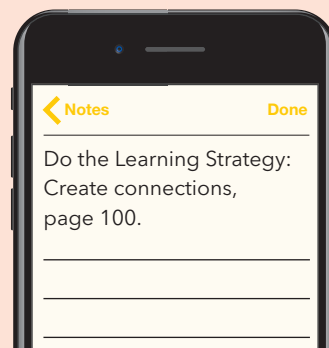 Notes Done
Do the Learning Strategy:
Create connections,
page 100.